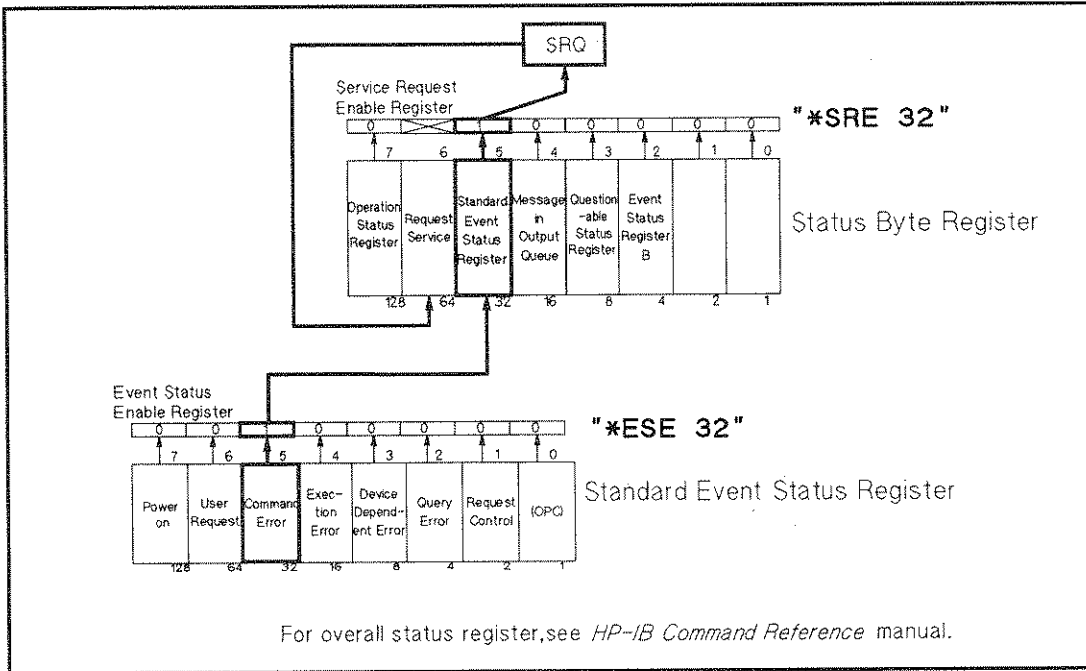 SRQ
Service Request
Enable Register
"*SRE 32"
0 1 0 0 0 0 0
7 6 5 4 3 2 1 0
Operation
Status
Register
Request
Service
Standard
Event
Status
Register
Message
in
Output
Queue
Question
-able Status
Register
Event
Status
Register
B
Status Byte Register
128 64 32 16 8 4 2 1
Event Status
Enable Register
"*ESE 32"
0 0 1 0 0 0 0 0
7 6 5 4 3 2 1 0
Power
on
User
Request
Command
Error
Exec-
tion
Error
Device
Depend-
ent Error
Query
Error
Request
Control
(OPC)
Standard Event Status Register
128 64 32 16 8 4 2 1
For overall status register,see HP-IB Command Reference manual.